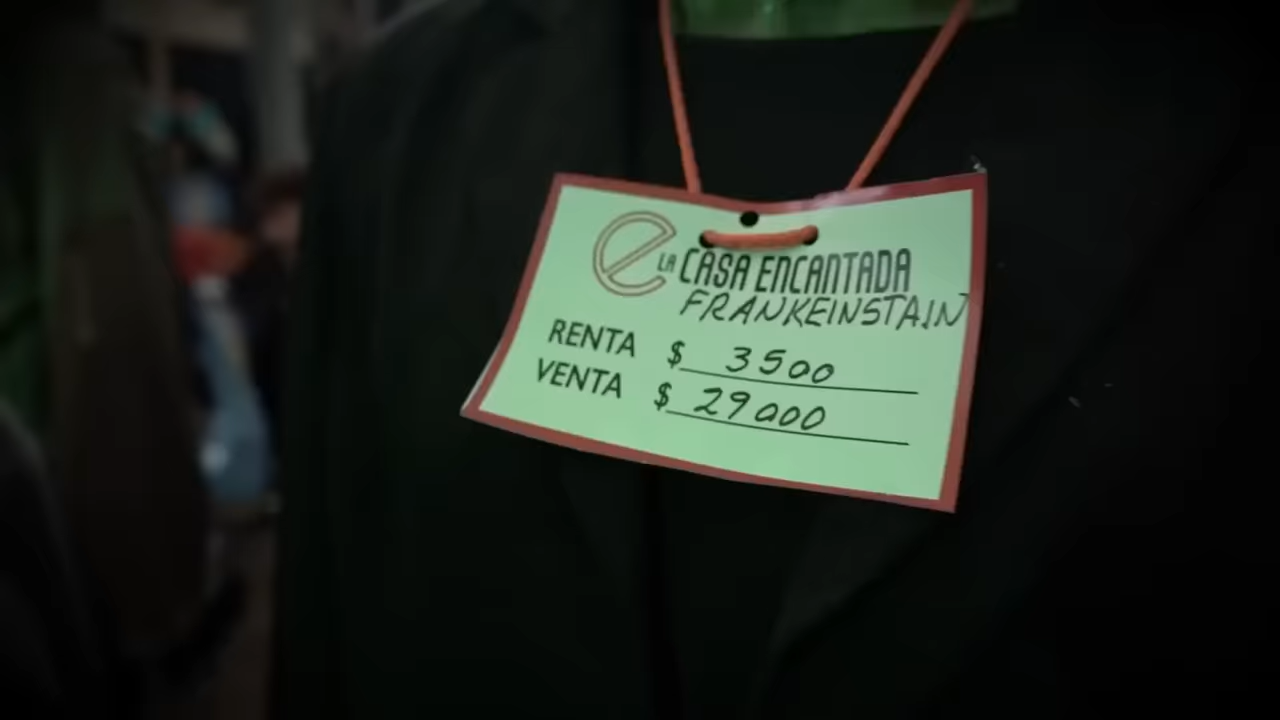 e LA CASA ENCANTADA
FRANKEINSTAIN
RENTA $ 3500
VENTA $ 29000